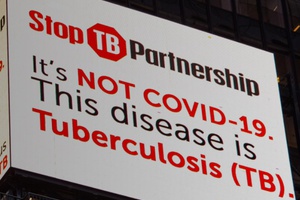 Stop TB Partnership
It's NOT COVID-19.
This disease is
Tuberculosis (TB).